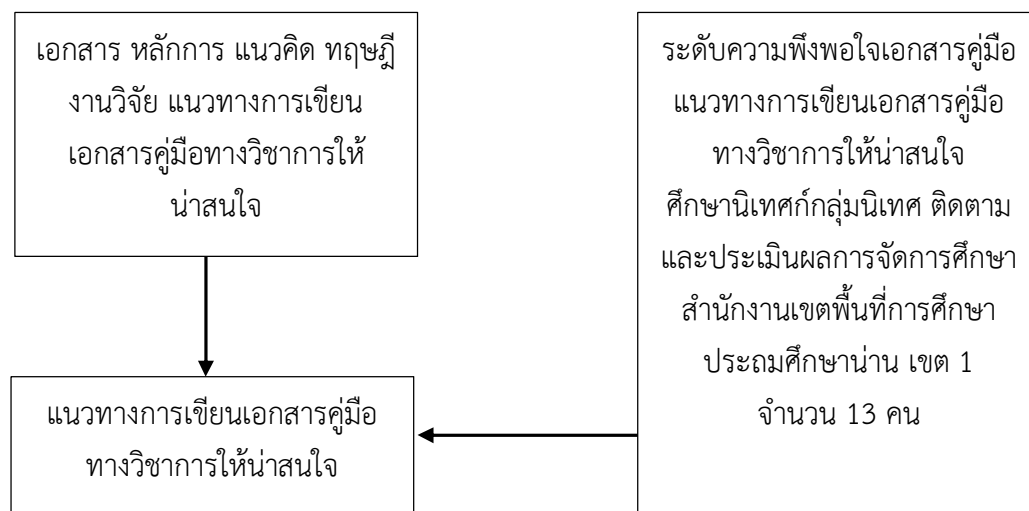 เอกสาร หลักการ แนวคิด ทฤษฎี
งานวิจัย แนวทางการเขียน
เอกสารคู่มือทางวิชาการให้
น่าสนใจ
แนวทางการเขียนเอกสารคู่มือ
ทางวิชาการให้น่าสนใจ
ระดับความพึงพอใจเอกสารคู่มือ
แนวทางการเขียนเอกสารคู่มือ
ทางวิชาการให้น่าสนใจ
ศึกษานิเทศก์กลุ่มนิเทศ ติดตาม
และประเมินผลการจัดการศึกษา
สำนักงานเขตพื้นที่การศึกษา
ประถมศึกษาน่าน เขต 1
จำนวน 13 คน